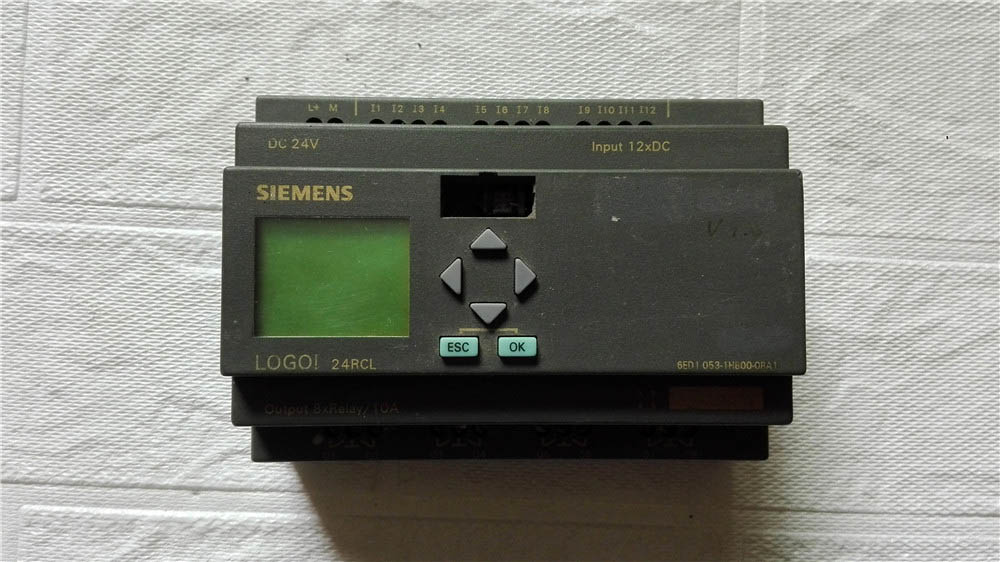 L+ M I1 I2 I3 I4 I5 I6 I7 I8 I9 I10 I11 I12
DC 24V Input 12xDC
SIEMENS
ESC OK
LOGO! 24RCL 6ED1 053-1HB00-0BA1
Output 8xRelay/10A